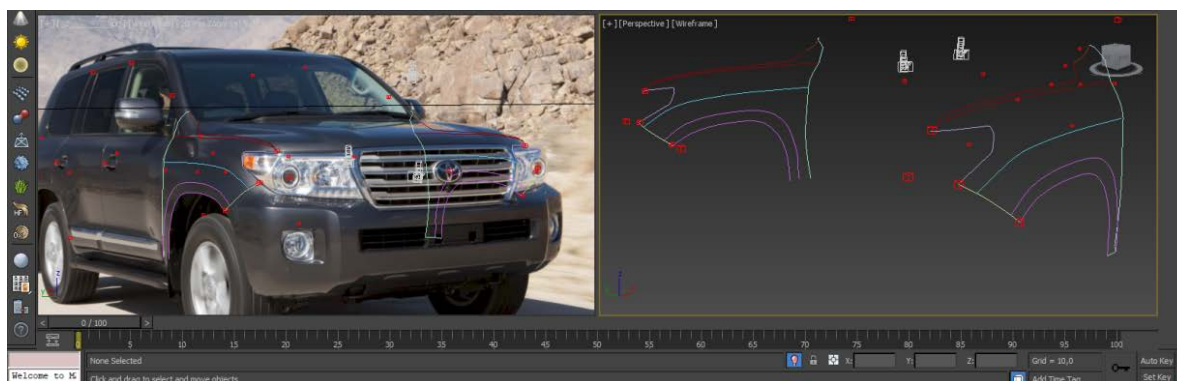 [+] [Perspective] [Wireframe]
0 / 100
0 5 10 15 20 25 30 35 40 45 50 55 60 65 70 75 80 85 90 95 100
None Selected
X: Y: Z: Grid = 10,0 Auto Key
Welcome to M
Click and drag to select and move objects
Add Time Tag Set Key